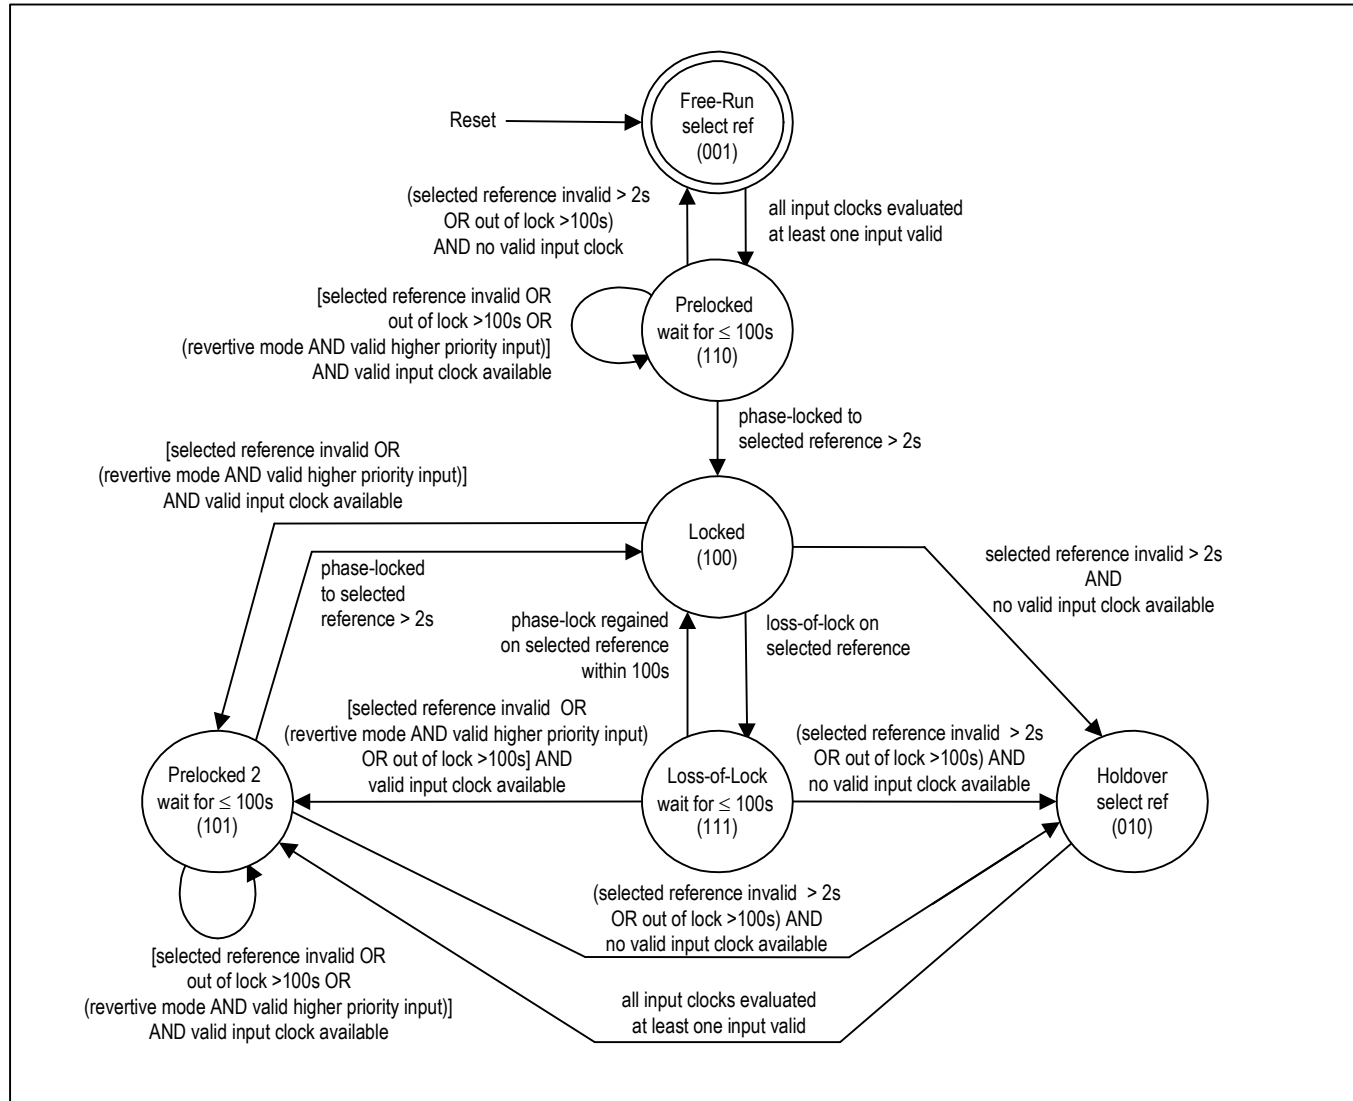 Free-Run
select ref
(001)
Reset
(selected reference invalid > 2s
OR out of lock >100s)
AND no valid input clock
all input clocks evaluated
at least one input valid
[selected reference invalid OR
out of lock >100s OR
(revertive mode AND valid higher priority input)]
AND valid input clock available
Prelocked
wait for ≤ 100s
(110)
phase-locked to
selected reference > 2s
[selected reference invalid OR
(revertive mode AND valid higher priority input)]
AND valid input clock available
Locked
(100)
phase-locked
to selected
reference > 2s
selected reference invalid > 2s
AND
no valid input clock available
phase-lock regained
on selected reference
within 100s
loss-of-lock on
selected reference
[selected reference invalid OR
(revertive mode AND valid higher priority input)
OR out of lock >100s] AND
valid input clock available
(selected reference invalid > 2s
OR out of lock >100s) AND
no valid input clock available
Prelocked 2
wait for ≤ 100s
(101)
Loss-of-Lock
wait for ≤ 100s
(111)
Holdover
select ref
(010)
(selected reference invalid > 2s
OR out of lock >100s) AND
no valid input clock available
[selected reference invalid OR
out of lock >100s OR
(revertive mode AND valid higher priority input)]
AND valid input clock available
all input clocks evaluated
at least one input valid